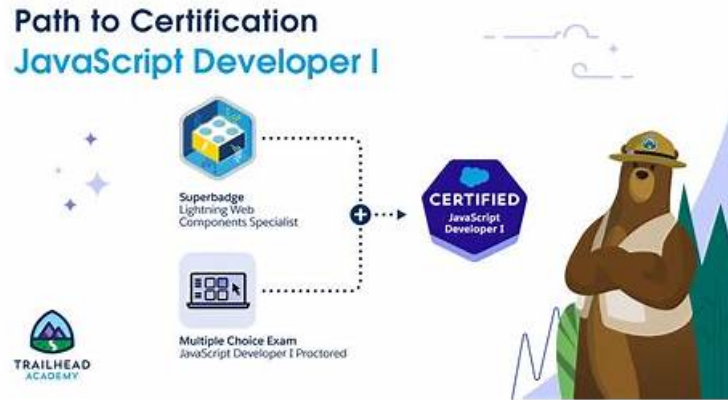 Path to Certification
JavaScript Developer I
Superbadge
Lightning Web
Components Specialist
CERTIFIED
JavaScript
Developer I
Multiple Choice Exam
JavaScript Developer I Proctored
TRAILHEAD
ACADEMY